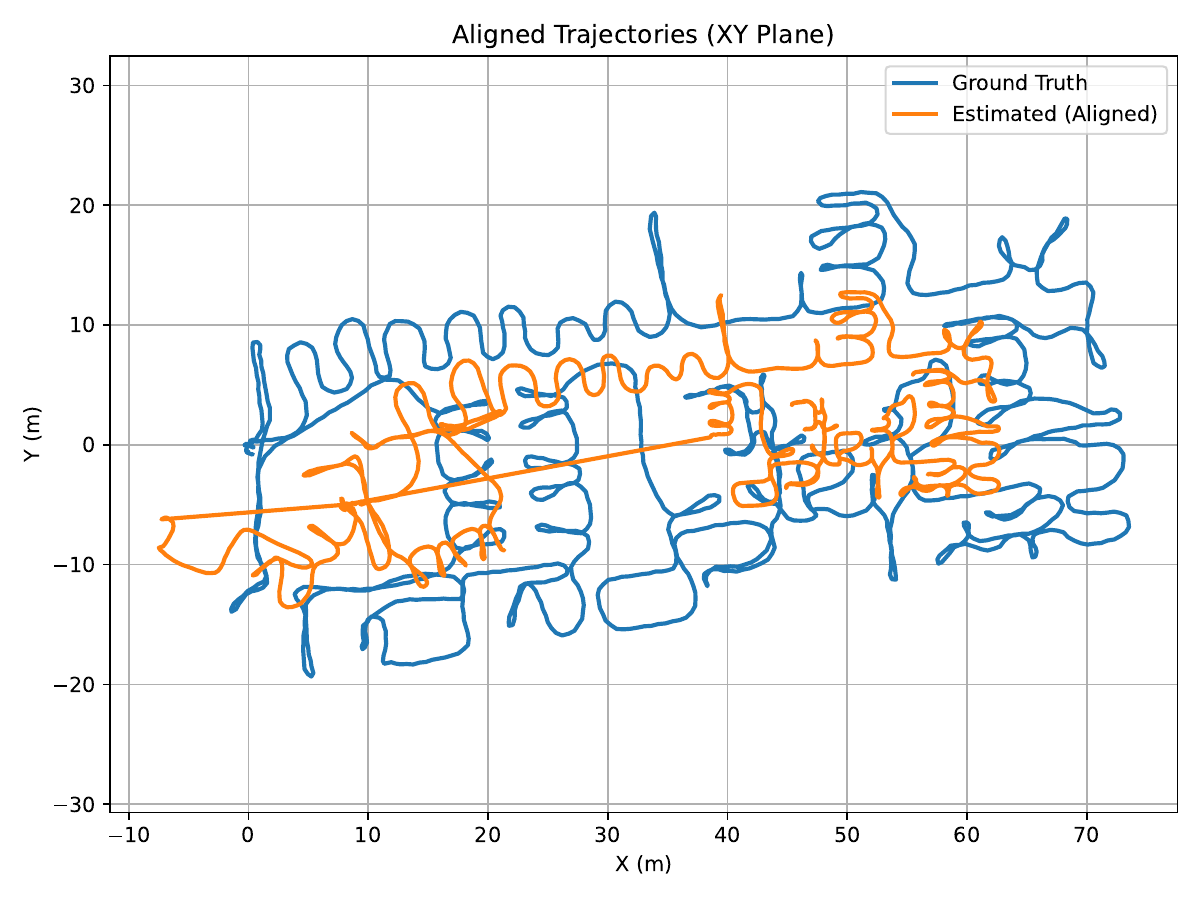 Aligned Trajectories (XY Plane)
Ground Truth
Estimated (Aligned)
30
20
10
0
−10
−20
−30
Y (m)
−10 0 10 20 30 40 50 60 70
X (m)